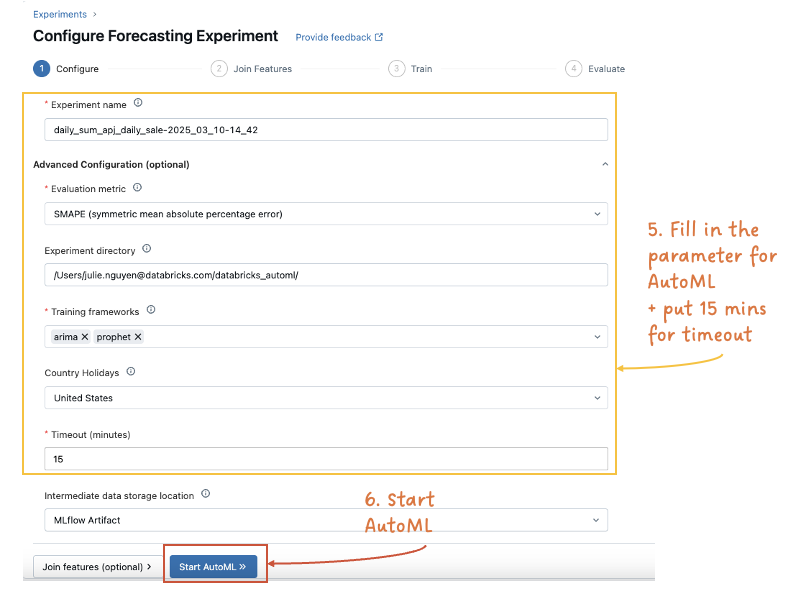 Experiments ›
Configure Forecasting Experiment Provide feedback
1 Configure 2 Join Features 3 Train 4 Evaluate
* Experiment name
daily_sum_apj_daily_sale-2025_03_10-14_42
Advanced Configuration (optional)
* Evaluation metric
SMAPE (symmetric mean absolute percentage error)
Experiment directory
/Users/julie.nguyen@databricks.com/databricks_automl/
* Training frameworks
arima × prophet ×
Country Holidays
United States
* Timeout (minutes)
15
5. Fill in the
parameter for
AutoML
+ put 15 mins
for timeout
Intermediate data storage location
MLflow Artifact
6. Start
AutoML
Join features (optional) › Start AutoML »